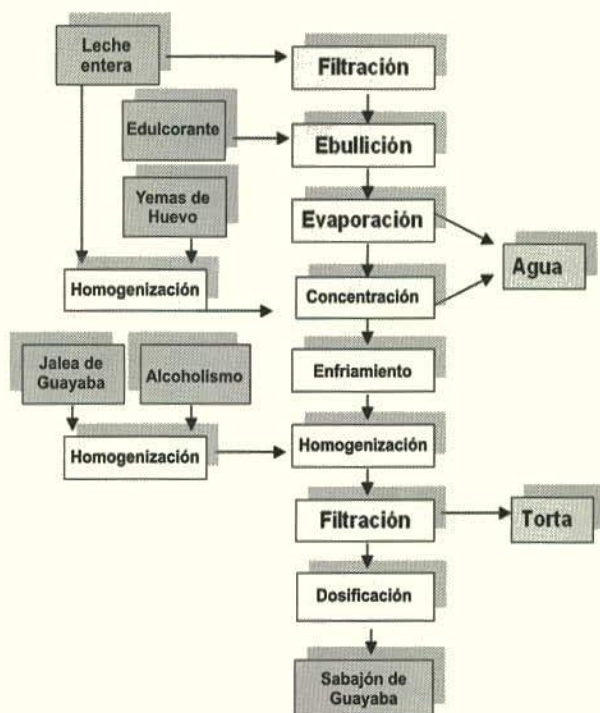 Leche
entera
Filtración
Edulcorante
Ebullición
Yemas de
Huevo
Evaporación
Agua
Homogenización
Concentración
Jalea de
Guayaba
Alcoholismo
Enfriamiento
Homogenización
Homogenización
Filtración
Torta
Dosificación
Sabajón de
Guayaba